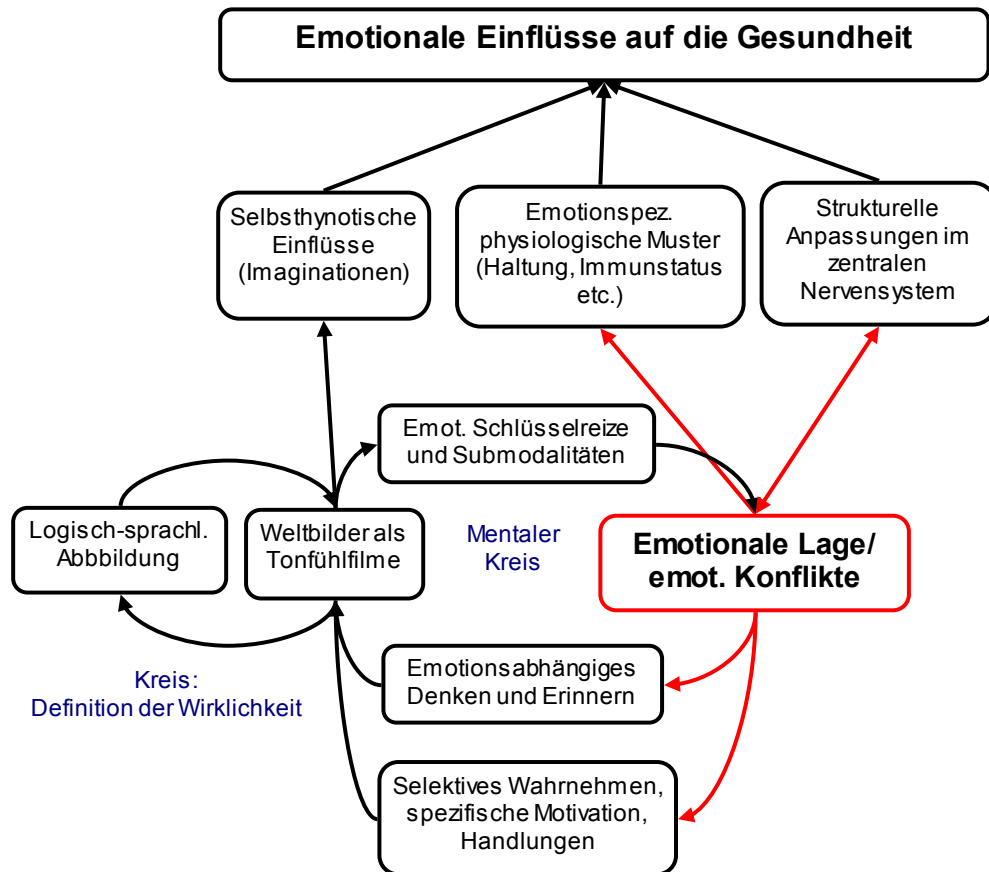 Emotionale Einflüsse auf die Gesundheit
Selbsthynotische
Einflüsse
(Imaginationen)
Emotionspez.
physiologische Muster
(Haltung, Immunstatus
etc.)
Strukturelle
Anpassungen im
zentralen
Nervensystem
Emot. Schlüsselreize
und Submodalitäten
Logisch-sprachl.
Abbbildung
Weltbilder als
Tonfühlfilme
Mentaler
Kreis
Emotionale Lage/
emot. Konflikte
Kreis:
Definition der Wirklichkeit
Emotionsabhängiges
Denken und Erinnern
Selektives Wahrnehmen,
spezifische Motivation,
Handlungen